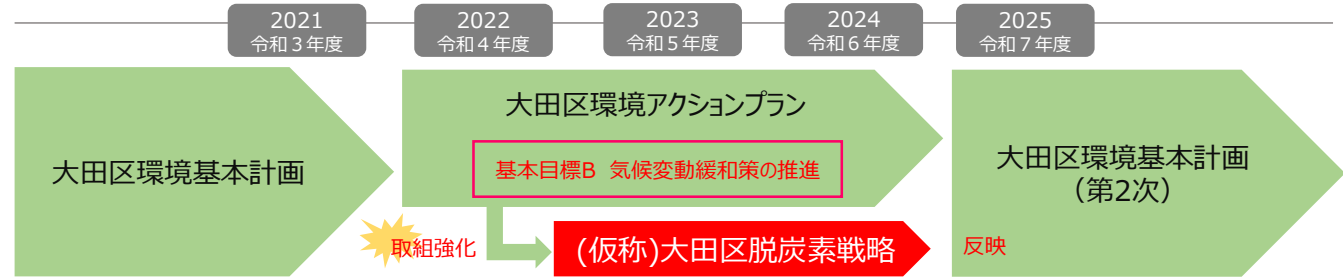 2021
令和３年度
2022
令和４年度
2023
令和５年度
2024
令和６年度
2025
令和７年度
大田区環境基本計画
大田区環境アクションプラン
基本目標B 気候変動緩和策の推進
取組強化
(仮称)大田区脱炭素戦略
大田区環境基本計画
（第2次）
反映